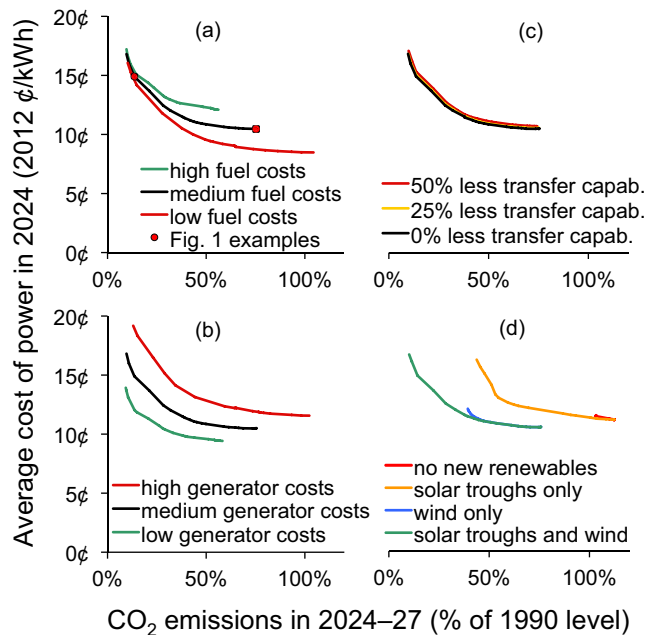 Average cost of power in 2024 (2012 ¢/kWh)
20¢
15¢
10¢
5¢
0¢
(a)
high fuel costs
medium fuel costs
low fuel costs
Fig. 1 examples
0%
50%
100%
(c)
50% less transfer capab.
25% less transfer capab.
0% less transfer capab.
0%
50%
100%
20¢
15¢
10¢
5¢
0¢
(b)
high generator costs
medium generator costs
low generator costs
0%
50%
100%
(d)
no new renewables
solar troughs only
wind only
solar troughs and wind
0%
50%
100%
CO₂ emissions in 2024–27 (% of 1990 level)